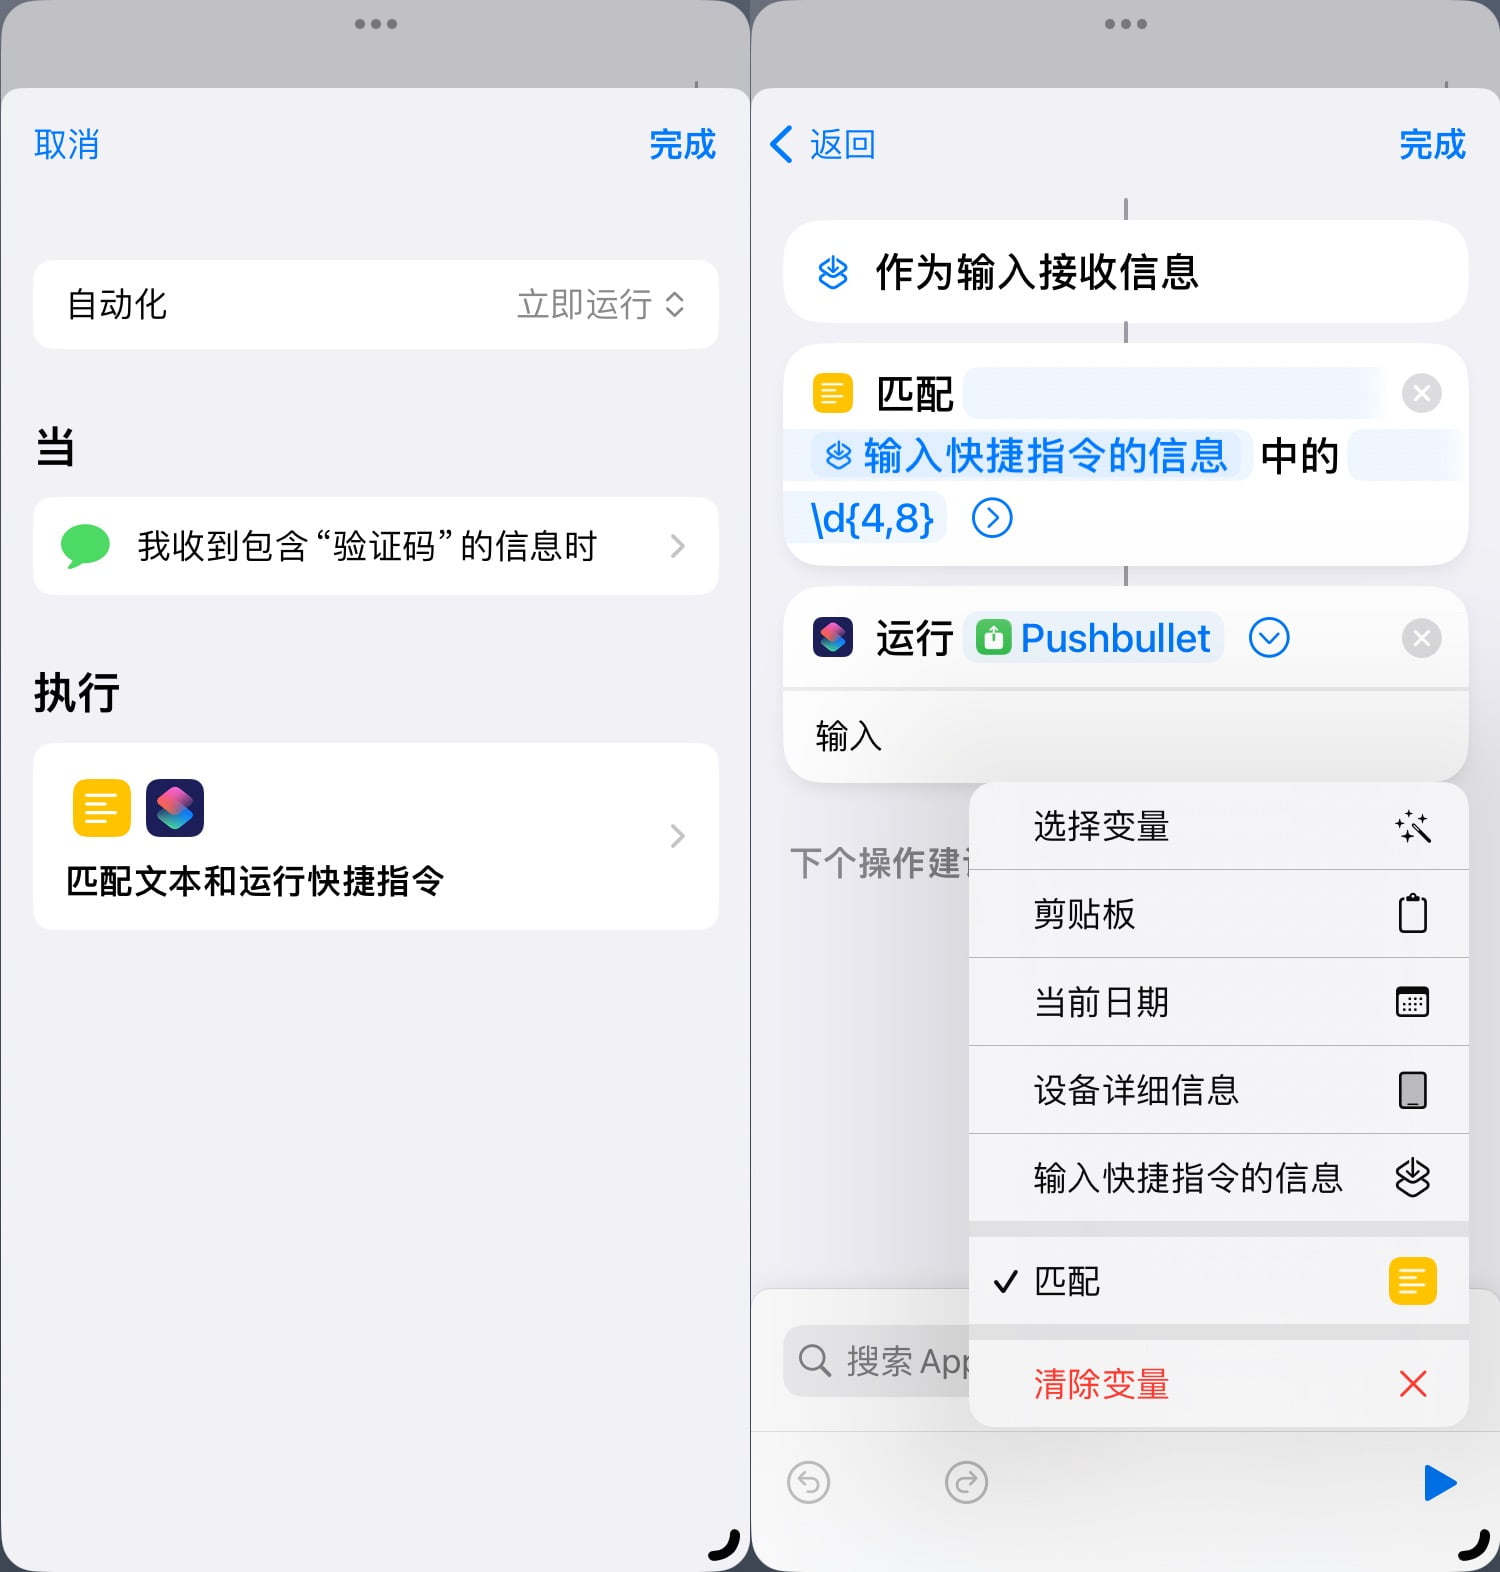 取消
完成
自动化
立即运行
当
我收到包含“验证码”的信息时
执行
匹配文本和运行快捷指令
返回
完成
作为输入接收信息
匹配
输入快捷指令的信息 中的
\d{4,8}
运行 Pushbullet
输入
下个操作建
选择变量
剪贴板
当前日期
设备详细信息
输入快捷指令的信息
匹配
清除变量
搜索 App